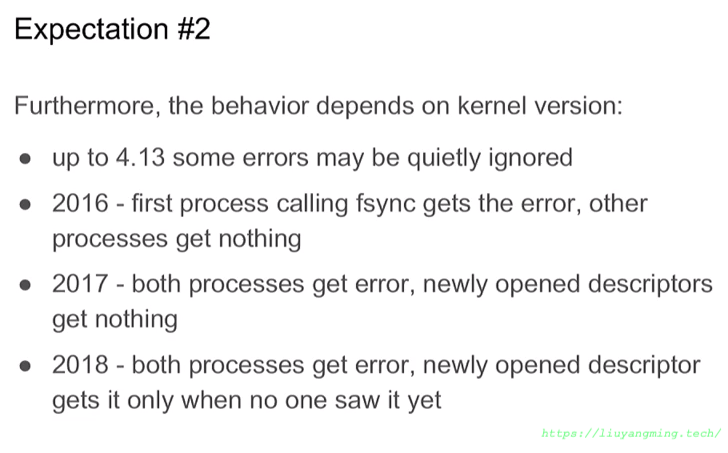 Expectation #2
Furthermore, the behavior depends on kernel version:
● up to 4.13 some errors may be quietly ignored
● 2016 - first process calling fsync gets the error, other
processes get nothing
● 2017 - both processes get error, newly opened descriptors
get nothing
● 2018 - both processes get error, newly opened descriptor
gets it only when no one saw it yet
https://liuyangming.tech/